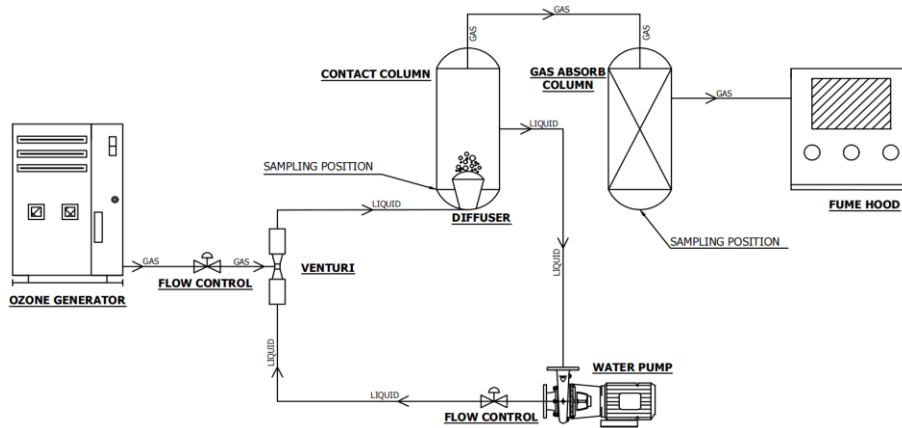 GAS
GAS
GAS
CONTACT COLUMN
GAS ABSORB
COLUMN
GAS
LIQUID
SAMPLING POSITION
LIQUID
DIFFUSER
FUME HOOD
SAMPLING POSITION
GAS
GAS
VENTURI
LIQUID
FLOW CONTROL
OZONE GENERATOR
LIQUID
WATER PUMP
LIQUID
FLOW CONTROL